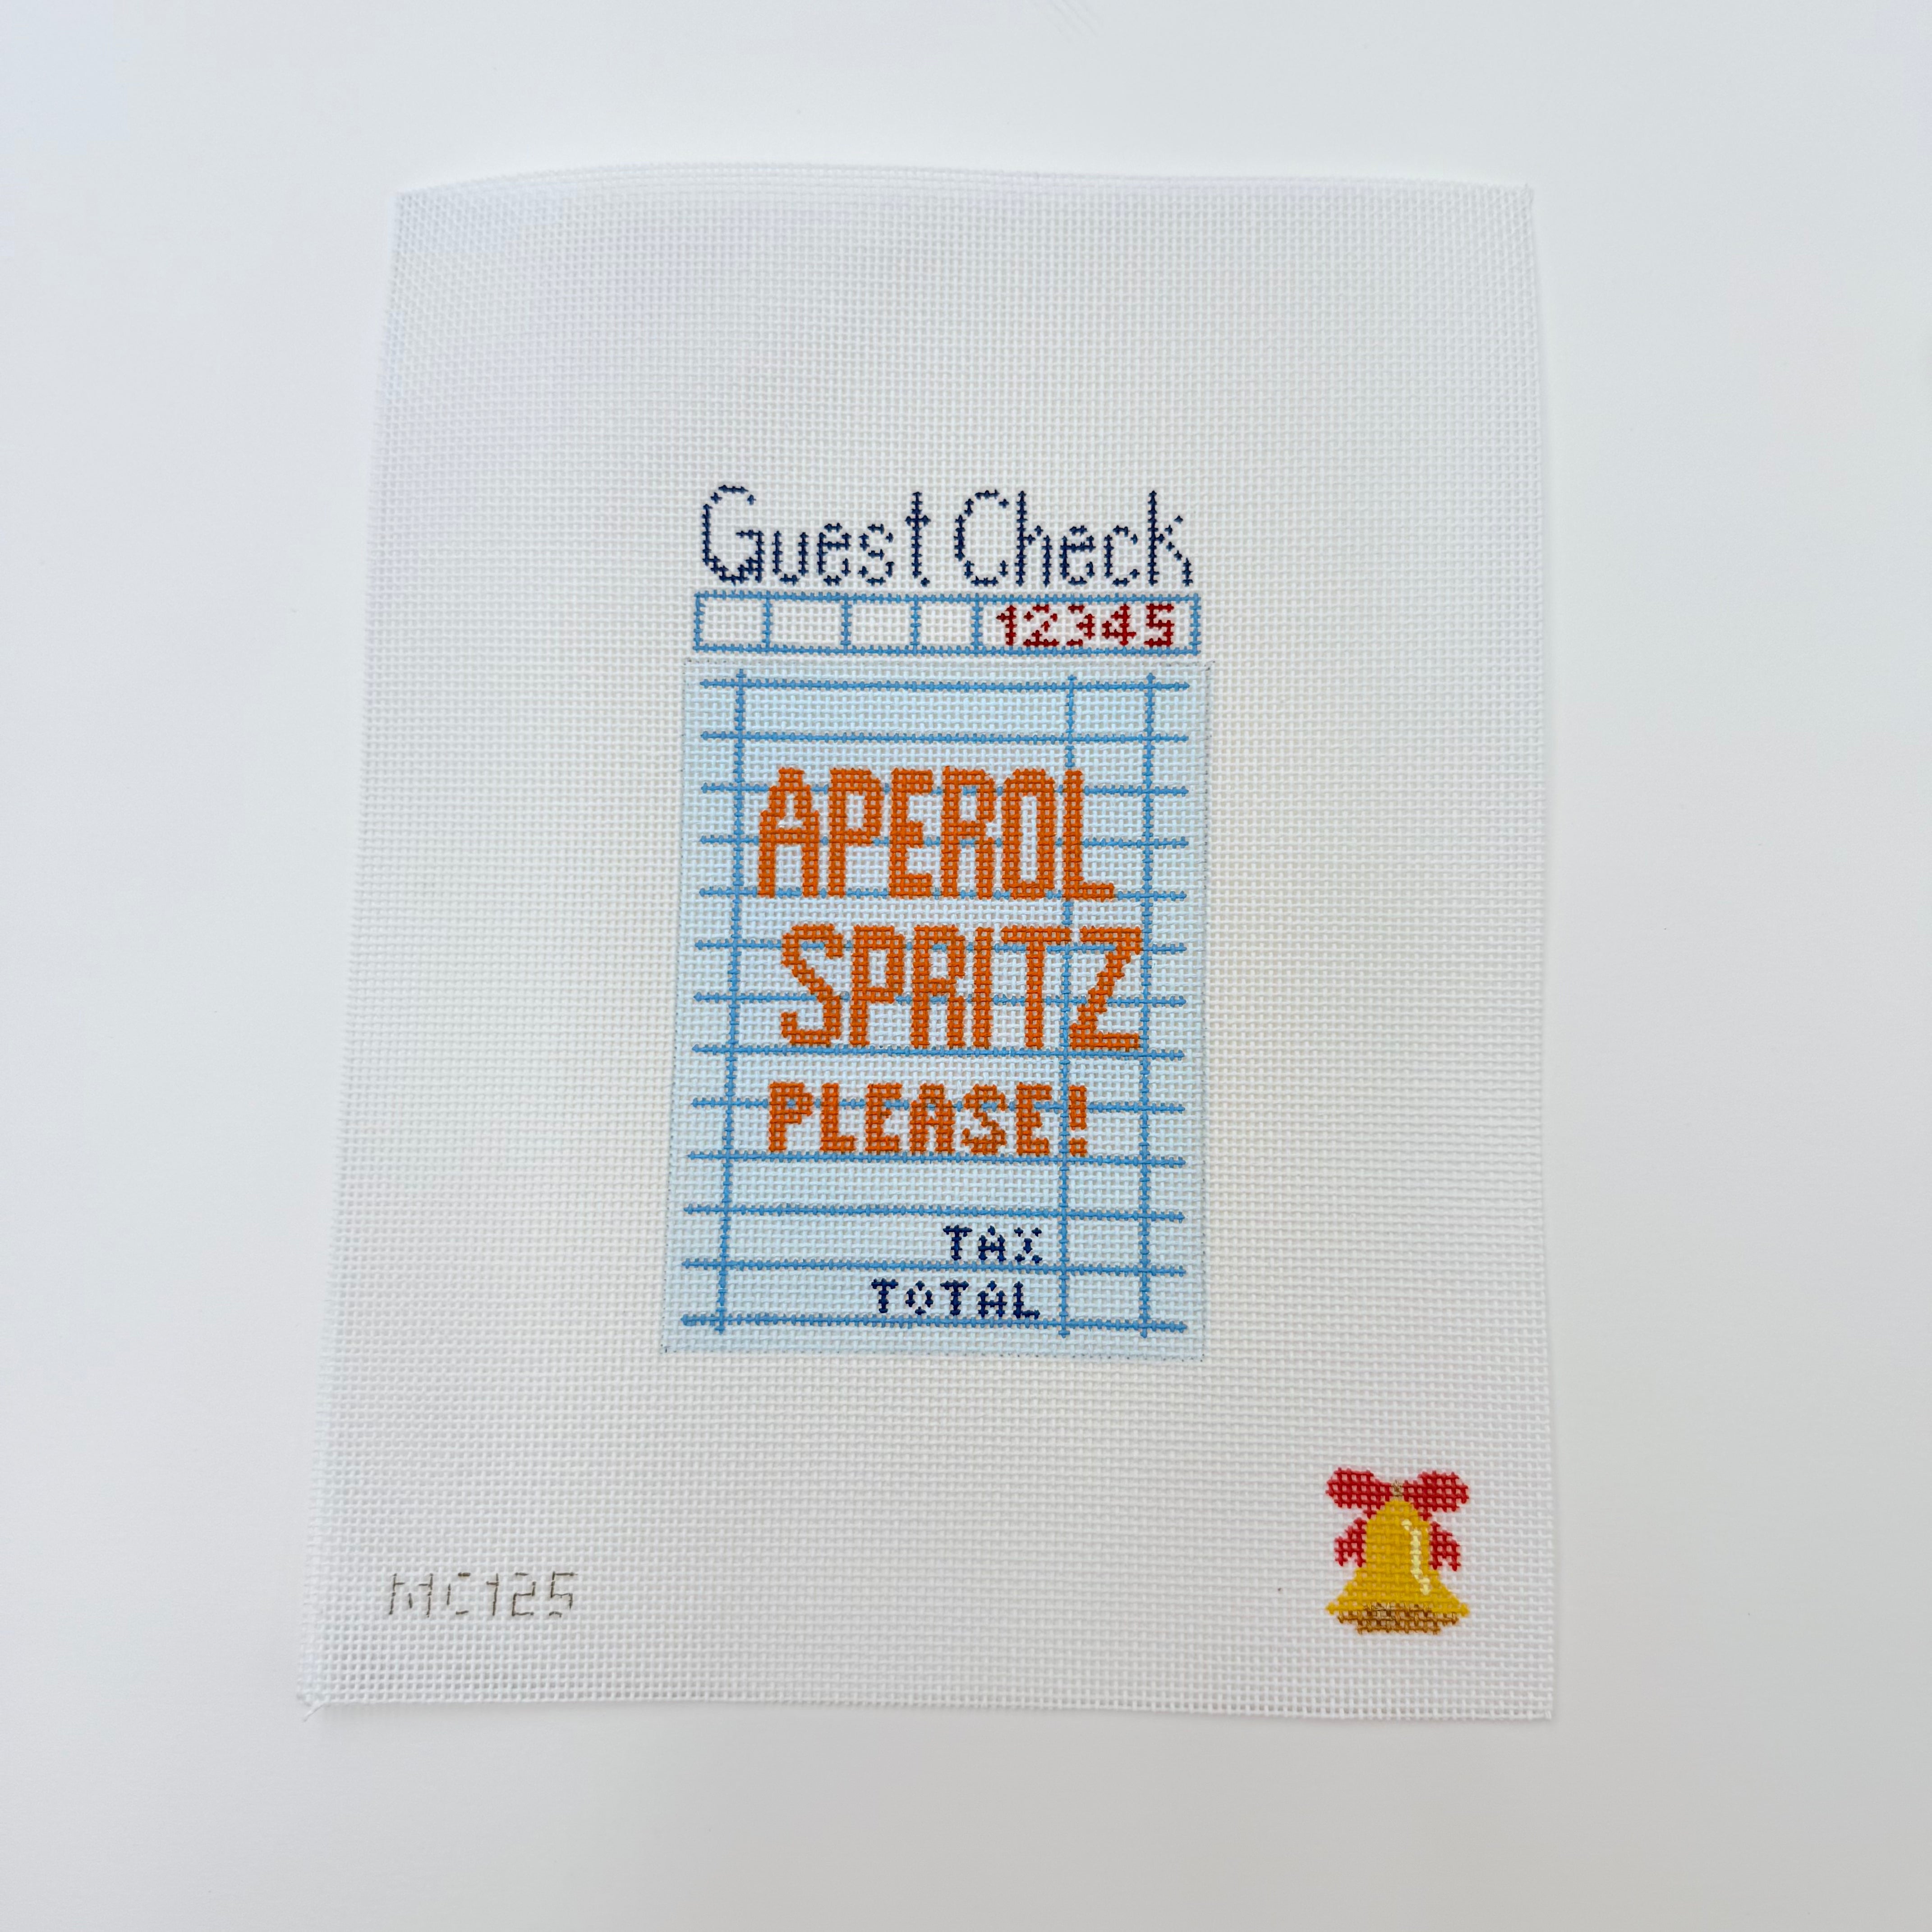 Guest Check
12345
APEROL
SPRITZ
PLEASE!
TAX
TOTAL
MC125